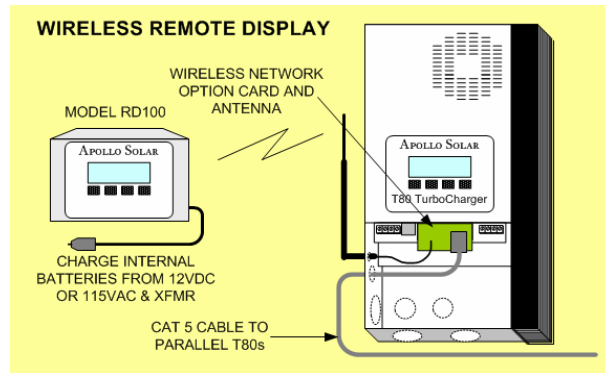 WIRELESS REMOTE DISPLAY
WIRELESS NETWORK
OPTION CARD AND
ANTENNA
MODEL RD100
APOLLO SOLAR
CHARGE INTERNAL
BATTERIES FROM 12VDC
OR 115VAC & XFMR
APOLLO SOLAR
T80 TurboCharger
CAT 5 CABLE TO
PARALLEL T80s